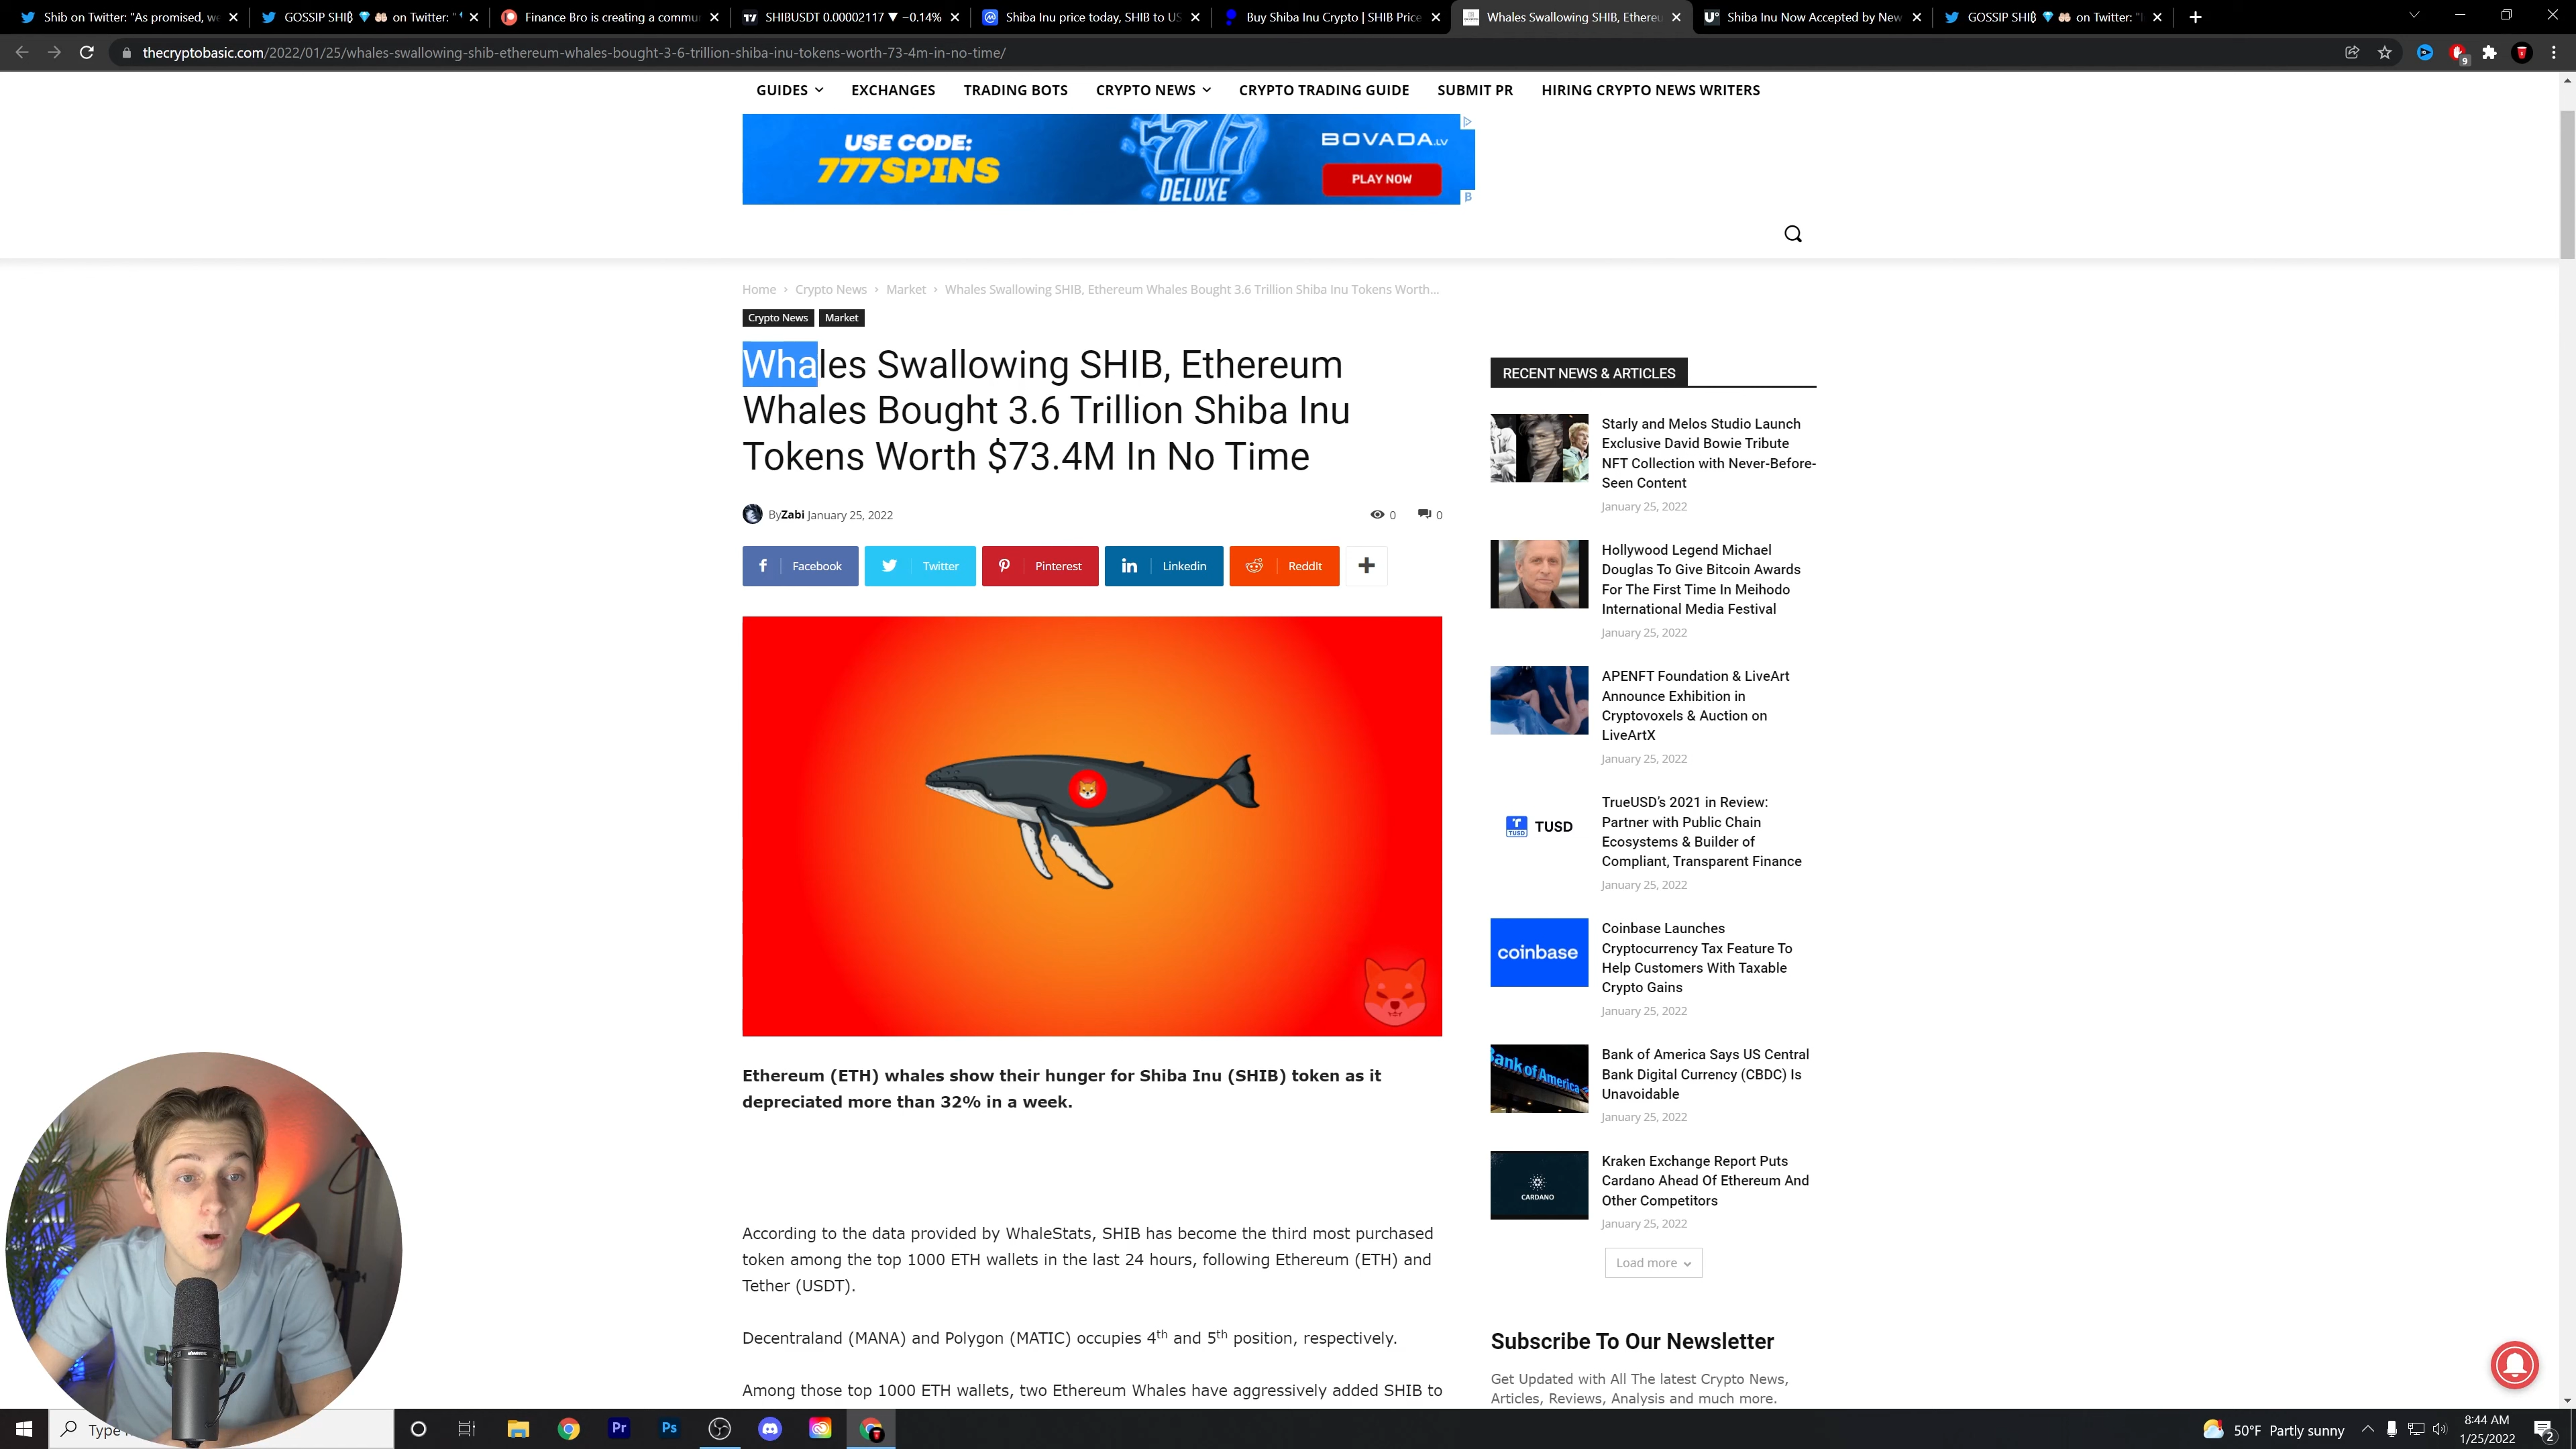 Shib on Twitter: "As promised, we
GOSSIP SHIB 💎 🙌🏻 on Twitter: "
Finance Bro is creating a commu
SHIBUSDT 0.00002117 ▼ −0.14%
Shiba Inu price today, SHIB to US
Buy Shiba Inu Crypto | SHIB Price
Whales Swallowing SHIB, Ethereu
Shiba Inu Now Accepted by New
GOSSIP SHIB 💎 🙌🏻 on Twitter: "
thecryptobasic.com/2022/01/25/whales-swallowing-shib-ethereum-whales-bought-3-6-trillion-shiba-inu-tokens-worth-73-4m-in-no-time/
9
GUIDES EXCHANGES TRADING BOTS CRYPTO NEWS CRYPTO TRADING GUIDE SUBMIT PR HIRING CRYPTO NEWS WRITERS
USE CODE:
777SPINS
777
DELUXE
BOVADA.LV
PLAY NOW
B
Home › Crypto News › Market › Whales Swallowing SHIB, Ethereum Whales Bought 3.6 Trillion Shiba Inu Tokens Worth...
Crypto News Market
Whales Swallowing SHIB, Ethereum
Whales Bought 3.6 Trillion Shiba Inu
Tokens Worth $73.4M In No Time
ByZabi January 25, 2022
0 0
Facebook Twitter Pinterest Linkedin ReddIt
Ethereum (ETH) whales show their hunger for Shiba Inu (SHIB) token as it
depreciated more than 32% in a week.
According to the data provided by WhaleStats, SHIB has become the third most purchased
token among the top 1000 ETH wallets in the last 24 hours, following Ethereum (ETH) and
Tether (USDT).
Decentraland (MANA) and Polygon (MATIC) occupies 4th and 5th position, respectively.
Among those top 1000 ETH wallets, two Ethereum Whales have aggressively added SHIB to
RECENT NEWS & ARTICLES
Starly and Melos Studio Launch
Exclusive David Bowie Tribute
NFT Collection with Never-Before-
Seen Content
January 25, 2022
Hollywood Legend Michael
Douglas To Give Bitcoin Awards
For The First Time In Meihodo
International Media Festival
January 25, 2022
APENFT Foundation & LiveArt
Announce Exhibition in
Cryptovoxels & Auction on
LiveArtX
January 25, 2022
TUSD
TUSD
TrueUSD's 2021 in Review:
Partner with Public Chain
Ecosystems & Builder of
Compliant, Transparent Finance
January 25, 2022
coinbase
Coinbase Launches
Cryptocurrency Tax Feature To
Help Customers With Taxable
Crypto Gains
January 25, 2022
Bank of America
Bank of America Says US Central
Bank Digital Currency (CBDC) Is
Unavoidable
January 25, 2022
CARDANO
Kraken Exchange Report Puts
Cardano Ahead Of Ethereum And
Other Competitors
January 25, 2022
Load more
Subscribe To Our Newsletter
Get Updated with All The latest Crypto News,
Articles, Reviews, Analysis and much more.
Type
Pr
Ps
50°F Partly sunny
8:44 AM
1/25/2022
2